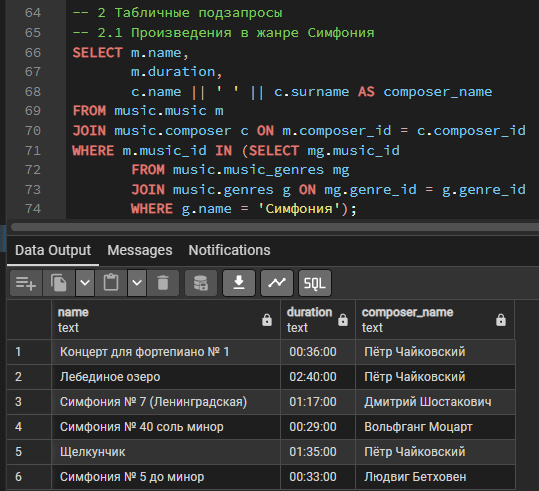 64 -- 2 Табличные подзапросы
65 -- 2.1 Произведения в жанре Симфония
66 SELECT m.name,
67 m.duration,
68 c.name || ' ' || c.surname AS composer_name
69 FROM music.music m
70 JOIN music.composer c ON m.composer_id = c.composer_id
71 WHERE m.music_id IN (SELECT mg.music_id
72 FROM music.music_genres mg
73 JOIN music.genres g ON mg.genre_id = g.genre_id
74 WHERE g.name = 'Симфония');
Data Output Messages Notifications
SQL
name duration composer_name
text text text
1 Концерт для фортепиано № 1 00:36:00 Пётр Чайковский
2 Лебединое озеро 02:40:00 Пётр Чайковский
3 Симфония № 7 (Ленинградская) 01:17:00 Дмитрий Шостакович
4 Симфония № 40 соль минор 00:29:00 Вольфганг Моцарт
5 Щелкунчик 01:35:00 Пётр Чайковский
6 Симфония № 5 до минор 00:33:00 Людвиг Бетховен